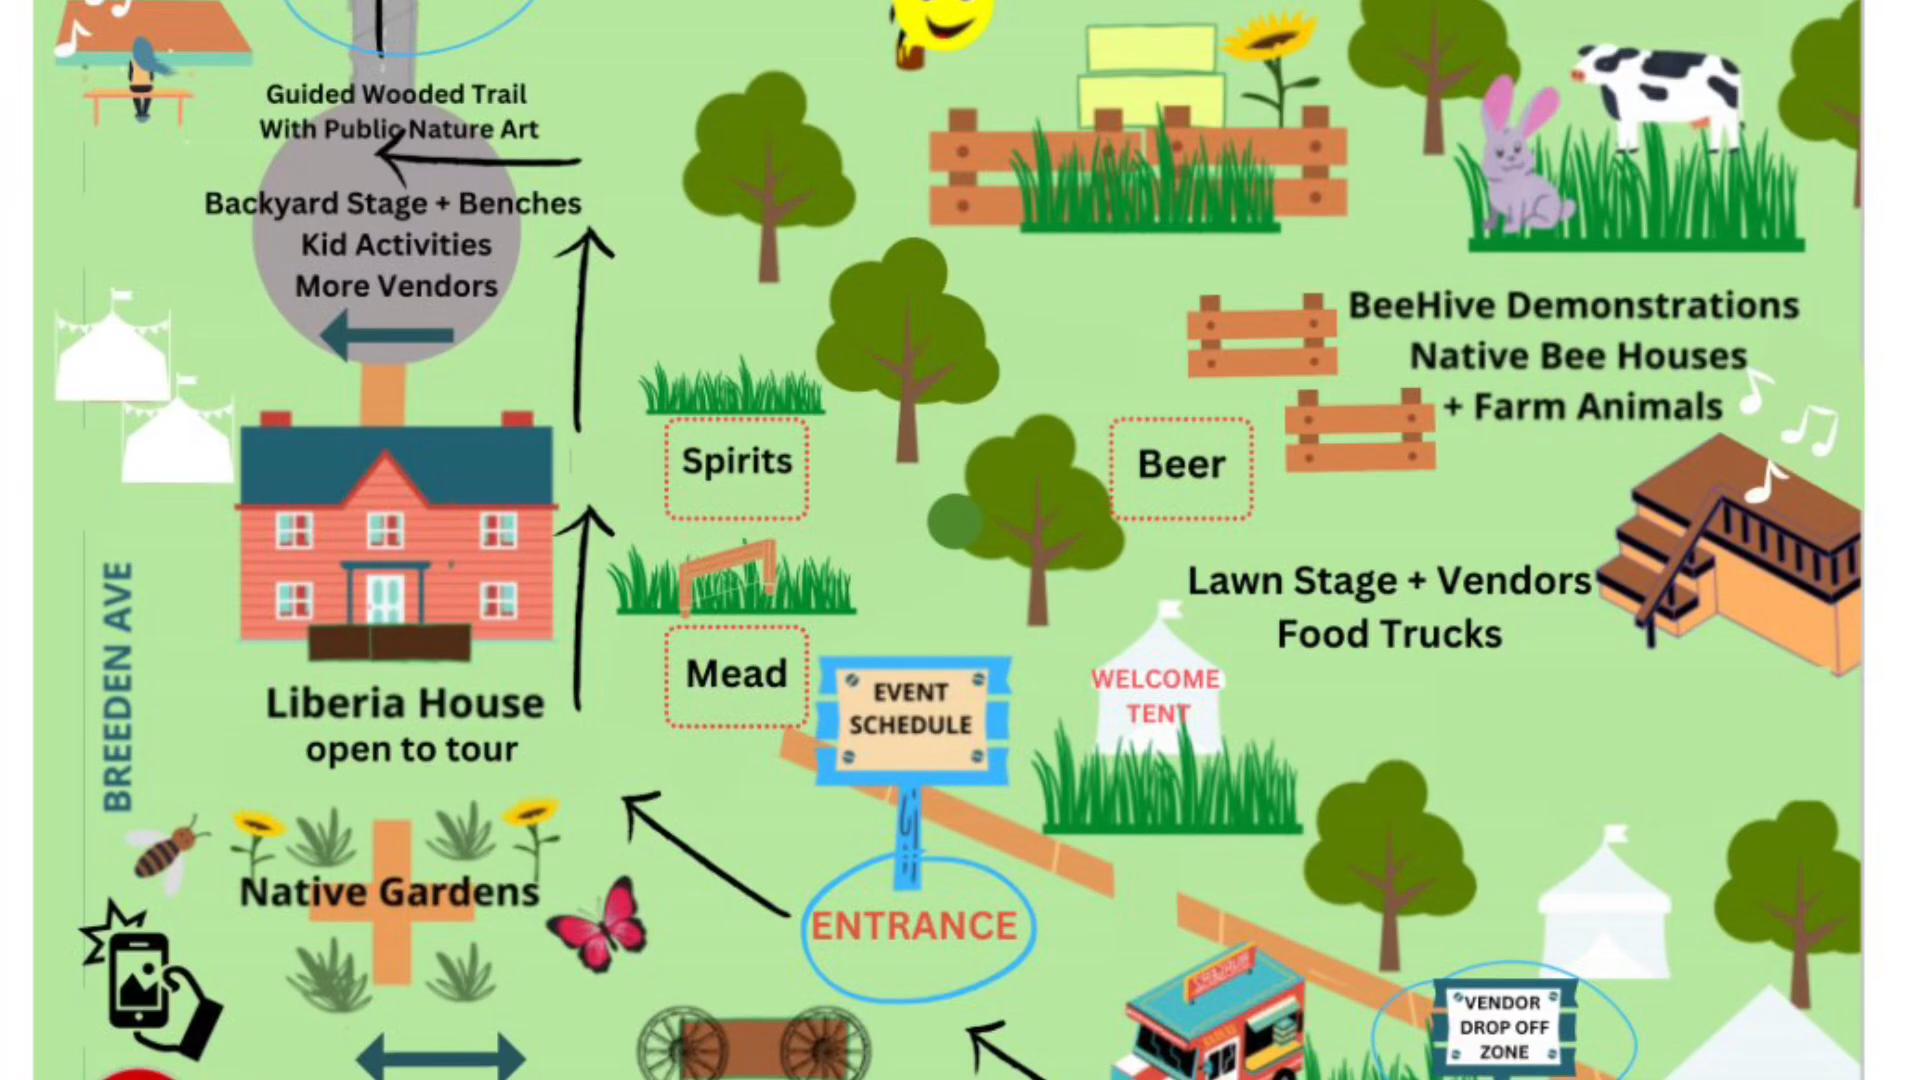 Guided Wooded Trail
With Public Nature Art
Backyard Stage + Benches
Kid Activities
More Vendors
BeeHive Demonstrations
Native Bee Houses
+ Farm Animals
Spirits
Beer
Lawn Stage + Vendors
Food Trucks
Mead
EVENT
SCHEDULE
WELCOME
TENT
Liberia House
open to tour
BREEDEN AVE
Native Gardens
ENTRANCE
VENDOR
DROP OFF
ZONE